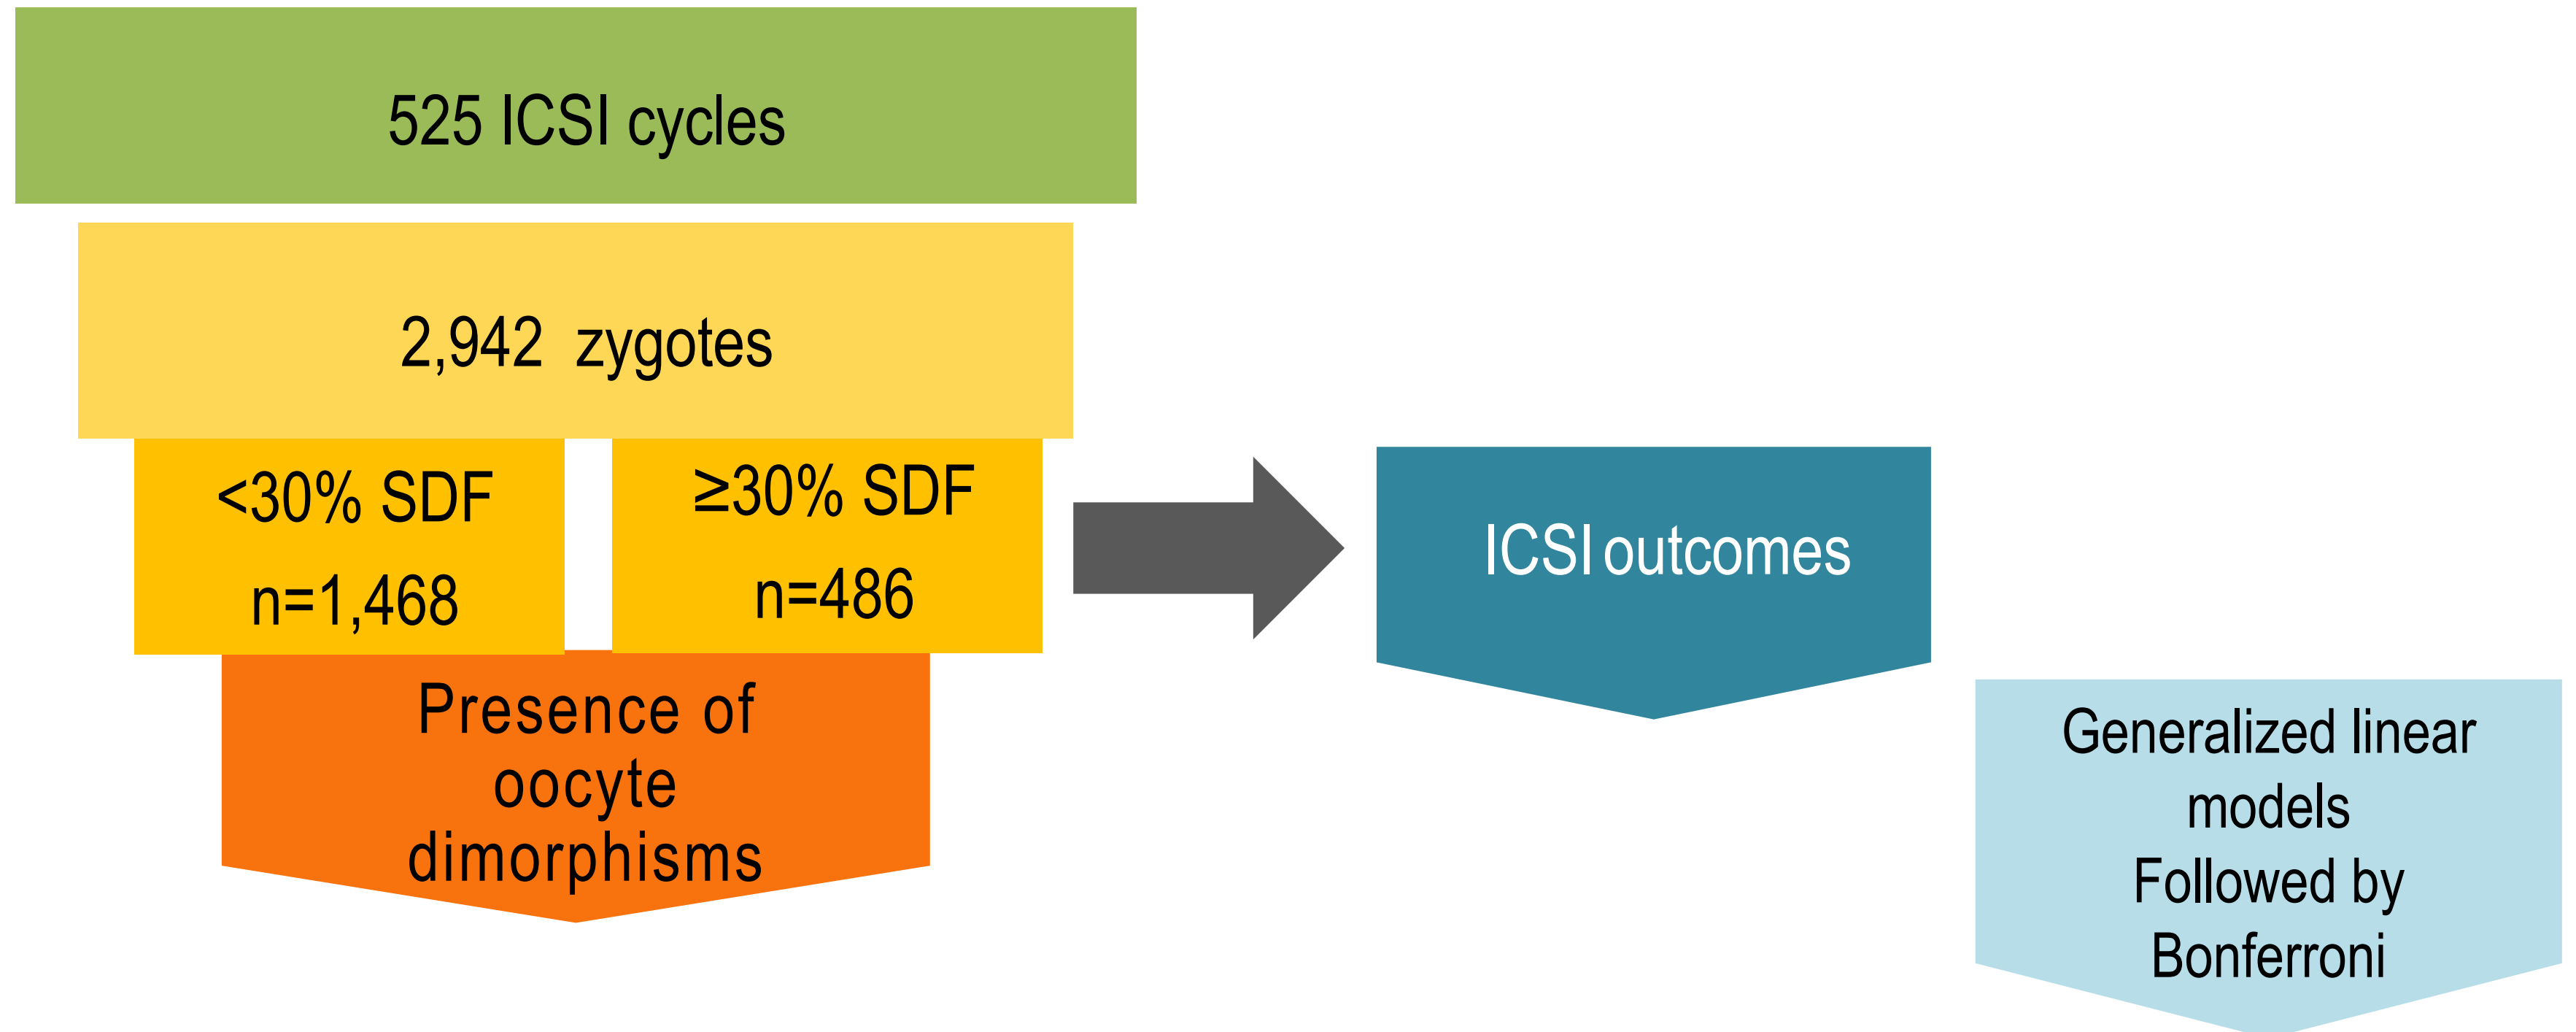 525 ICSI cycles
2,942 zygotes
<30% SDF
n=1,468
≥30% SDF
n=486
Presence of
oocyte
dimorphisms
ICSI outcomes
Generalized linear
models
Followed by
Bonferroni